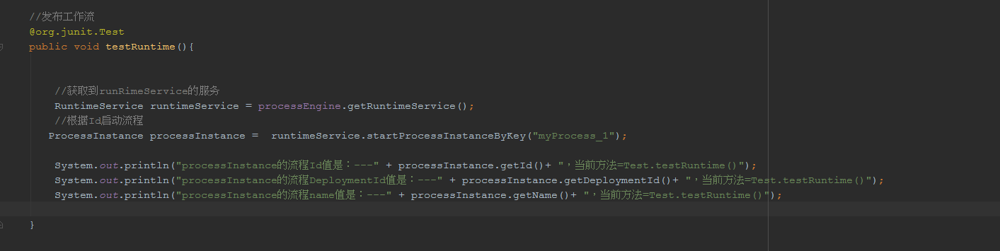 //发布工作流
@org.junit.Test
public void testRuntime(){
//获取到runRimeService的服务
RuntimeService runtimeService = processEngine.getRuntimeService();
//根据Id启动流程
ProcessInstance processInstance =  runtimeService.startProcessInstanceByKey("myProcess_1");
System.out.println("processInstance的流程Id值是：---" + processInstance.getId()+ "，当前方法=Test.testRuntime()");
System.out.println("processInstance的流程DeploymentId值是：---" + processInstance.getDeploymentId()+ "，当前方法=Test.testRuntime()");
System.out.println("processInstance的流程name值是：---" + processInstance.getName()+ "，当前方法=Test.testRuntime()");
}